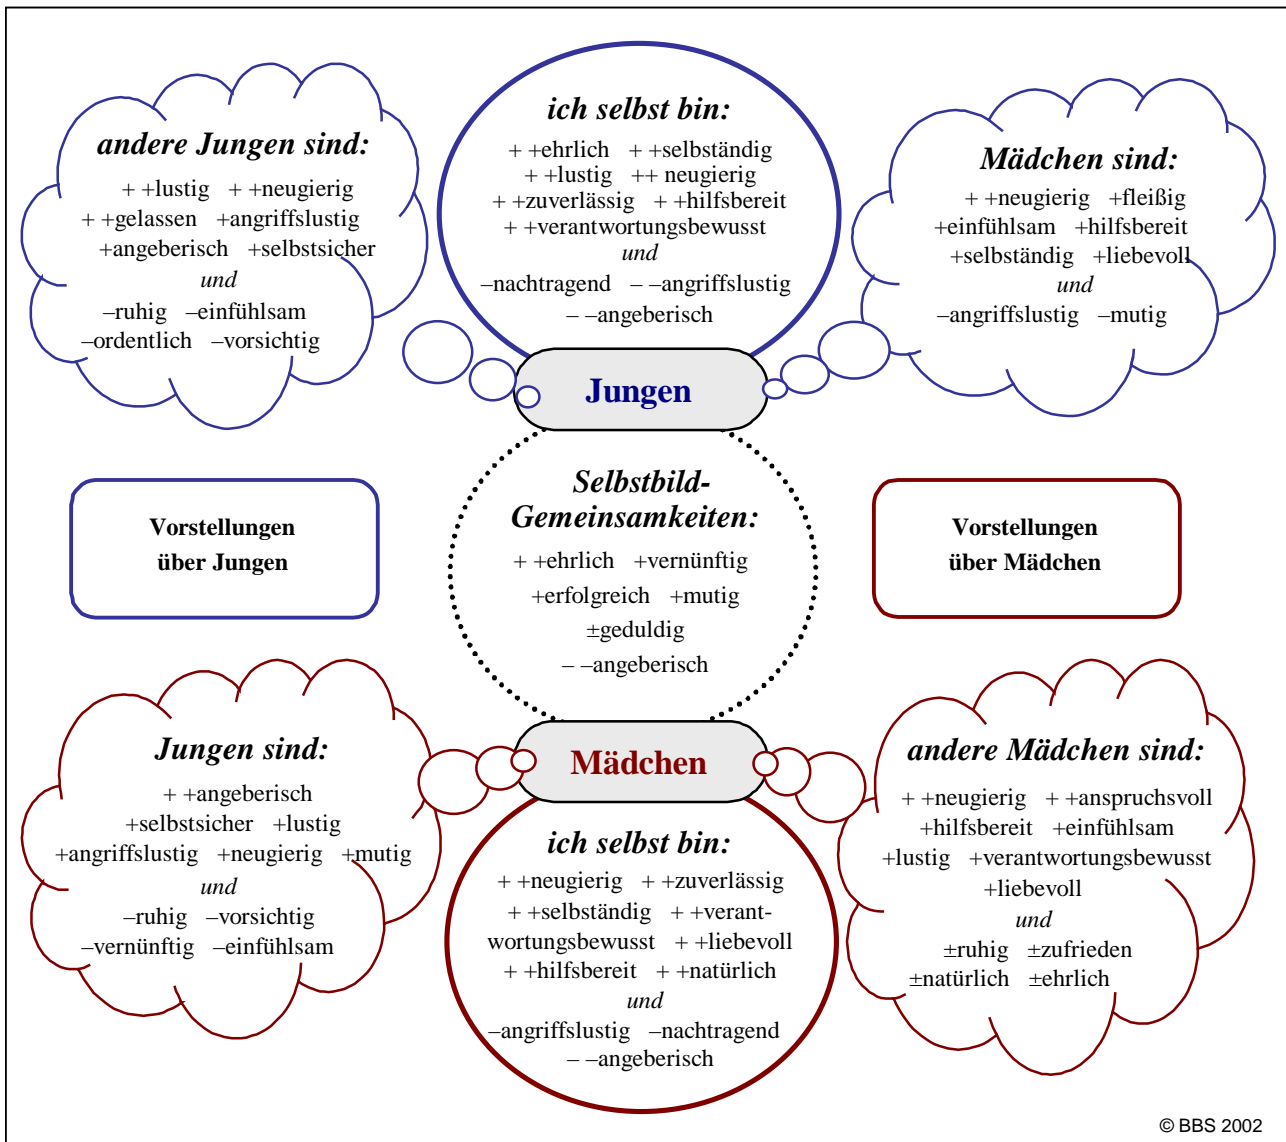 andere Jungen sind:
+ +lustig + +neugierig
+ +gelassen +angriffslustig
+angeberisch +selbstsicher
und
–ruhig –einfühlsam
–ordentlich –vorsichtig
ich selbst bin:
+ +ehrlich + +selbständig
+ +lustig ++ neugierig
+ +zuverlässig + +hilfsbereit
+ +verantwortungsbewusst
und
–nachtragend – –angriffslustig
– –angeberisch
Mädchen sind:
+ +neugierig +fleißig
+einfühlsam +hilfsbereit
+selbständig +liebevoll
und
–angriffslustig –mutig
Jungen
Vorstellungen
über Jungen
Selbstbild-
Gemeinsamkeiten:
+ +ehrlich +vernünftig
+erfolgreich +mutig
±geduldig
– –angeberisch
Vorstellungen
über Mädchen
Mädchen
Jungen sind:
+ +angeberisch
+selbstsicher +lustig
+angriffslustig +neugierig +mutig
und
–ruhig –vorsichtig
–vernünftig –einfühlsam
ich selbst bin:
+ +neugierig + +zuverlässig
+ +selbständig + +verant-
wortungsbewusst + +liebevoll
+ +hilfsbereit + +natürlich
und
–angriffslustig –nachtragend
– –angeberisch
andere Mädchen sind:
+ +neugierig + +anspruchsvoll
+hilfsbereit +einfühlsam
+lustig +verantwortungsbewusst
+liebevoll
und
±ruhig ±zufrieden
±natürlich ±ehrlich
© BBS 2002